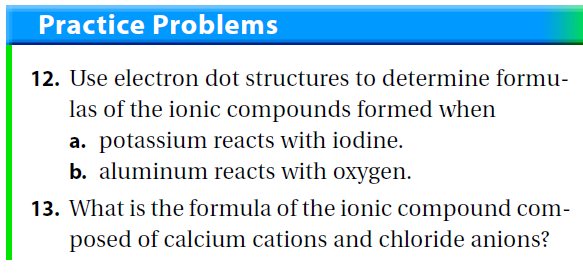 Practice Problems
12. Use electron dot structures to determine formu-
las of the ionic compounds formed when
a. potassium reacts with iodine.
b. aluminum reacts with oxygen.
13. What is the formula of the ionic compound com-
posed of calcium cations and chloride anions?